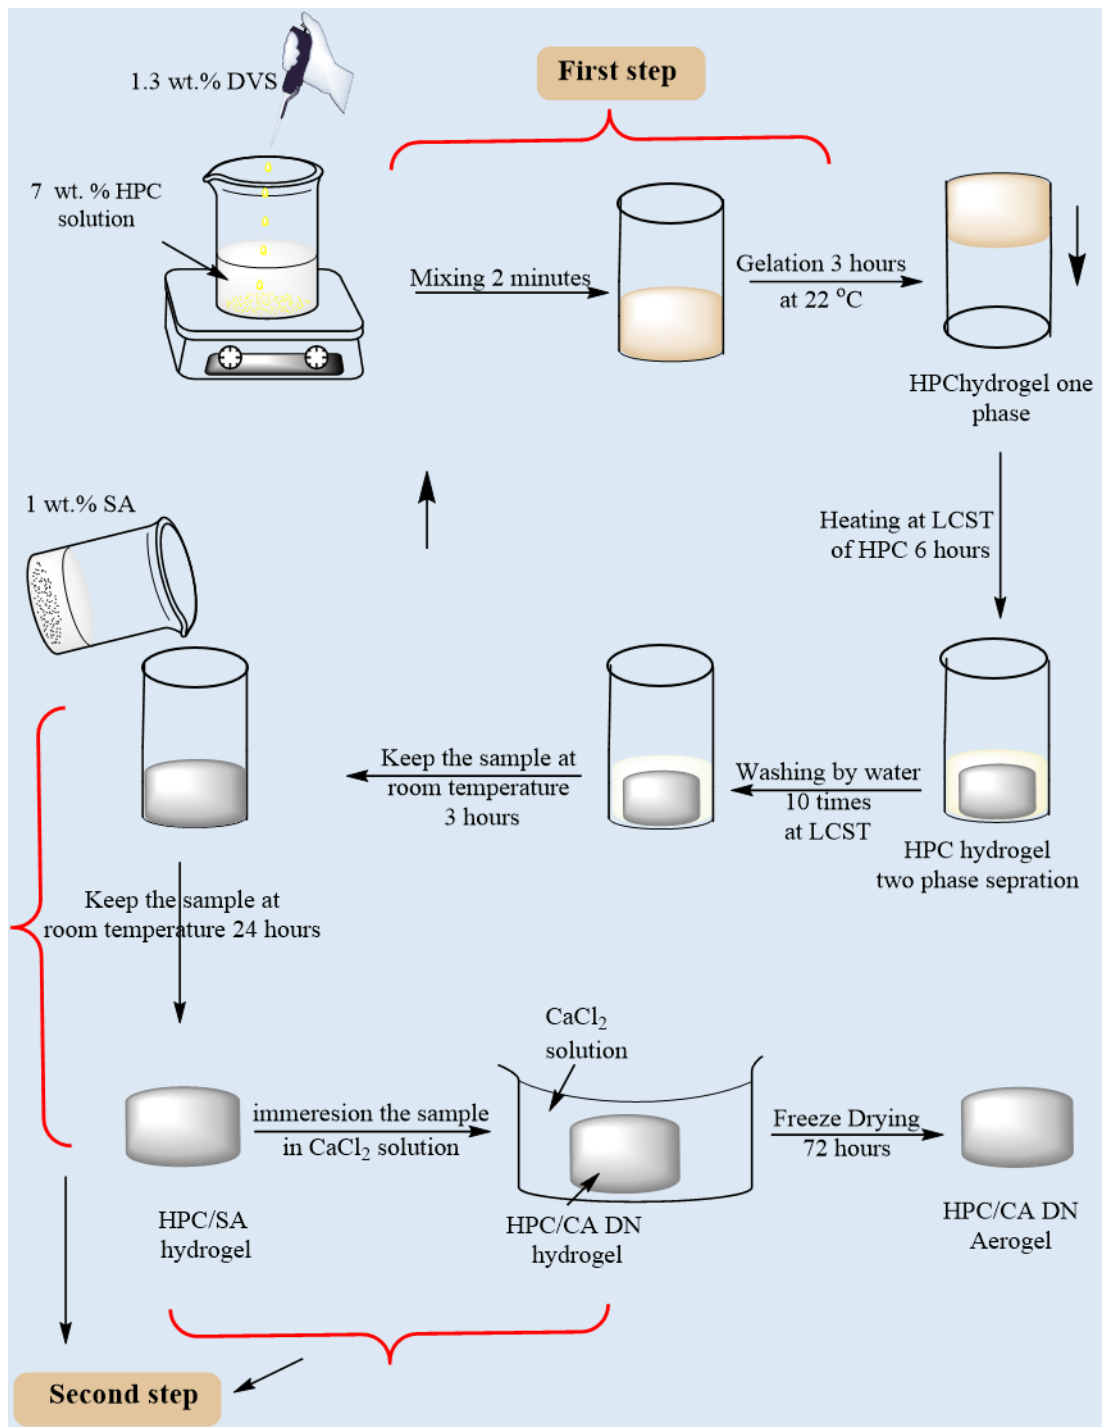 First step
1.3 wt.% DVS
7 wt. % HPC
solution
Mixing 2 minutes
Gelation 3 hours
at 22 °C
HPChydrogel one
phase
Heating at LCST
of HPC 6 hours
1 wt.% SA
Keep the sample at
room temperature
3 hours
Washing by water
10 times
at LCST
HPC hydrogel
two phase sepration
Keep the sample at
room temperature 24 hours
CaCl₂
solution
immeresion the sample
in CaCl₂ solution
Freeze Drying
72 hours
HPC/SA
hydrogel
HPC/CA DN
hydrogel
HPC/CA DN
Aerogel
Second step